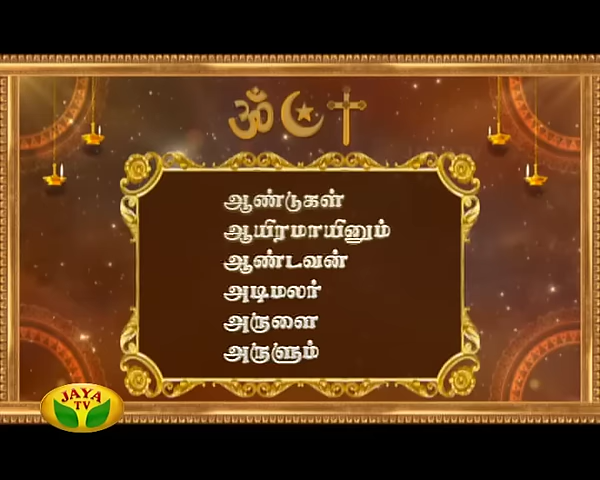 ஆண்டுகள்
ஆயிரமாயினும்
ஆண்டவன்
அடிமலர்
அருளை
அருளும்
JAYA
TV